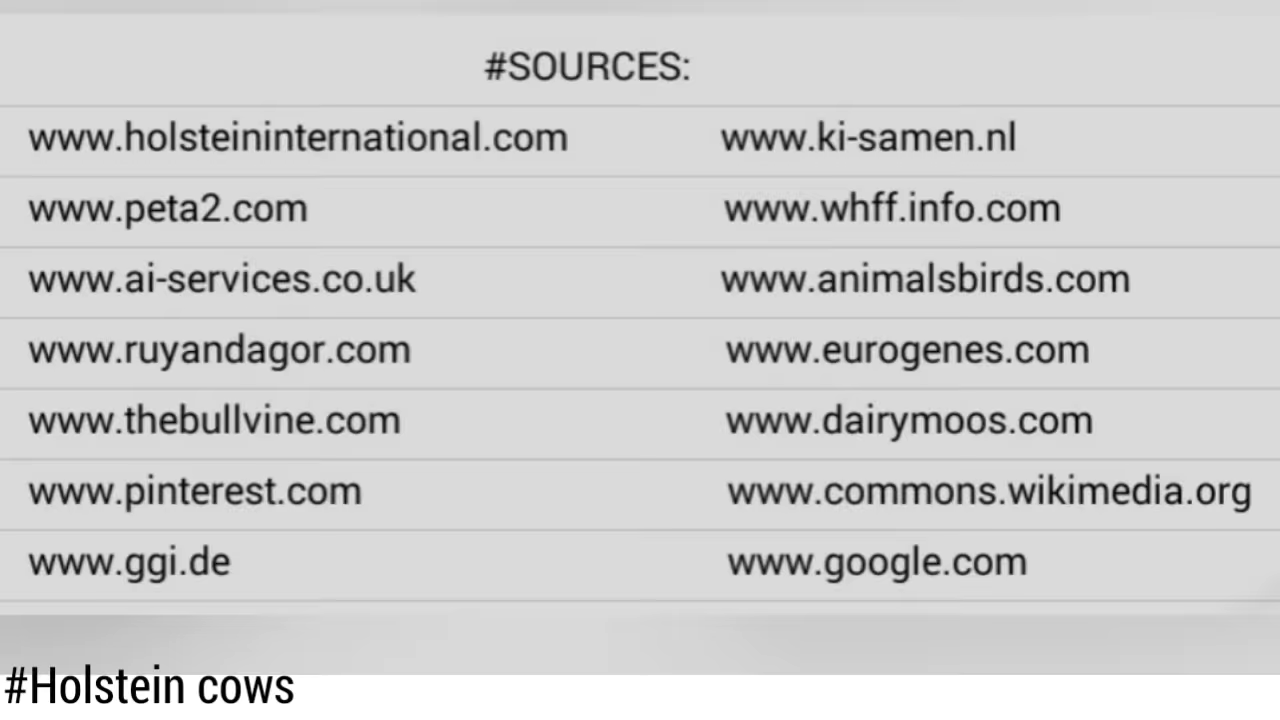 #SOURCES:
www.holsteininternational.com www.ki-samen.nl
www.peta2.com www.whff.info.com
www.ai-services.co.uk www.animalsbirds.com
www.ruyandagor.com www.eurogenes.com
www.thebullvine.com www.dairymoos.com
www.pinterest.com www.commons.wikimedia.org
www.ggi.de www.google.com
#Holstein cows